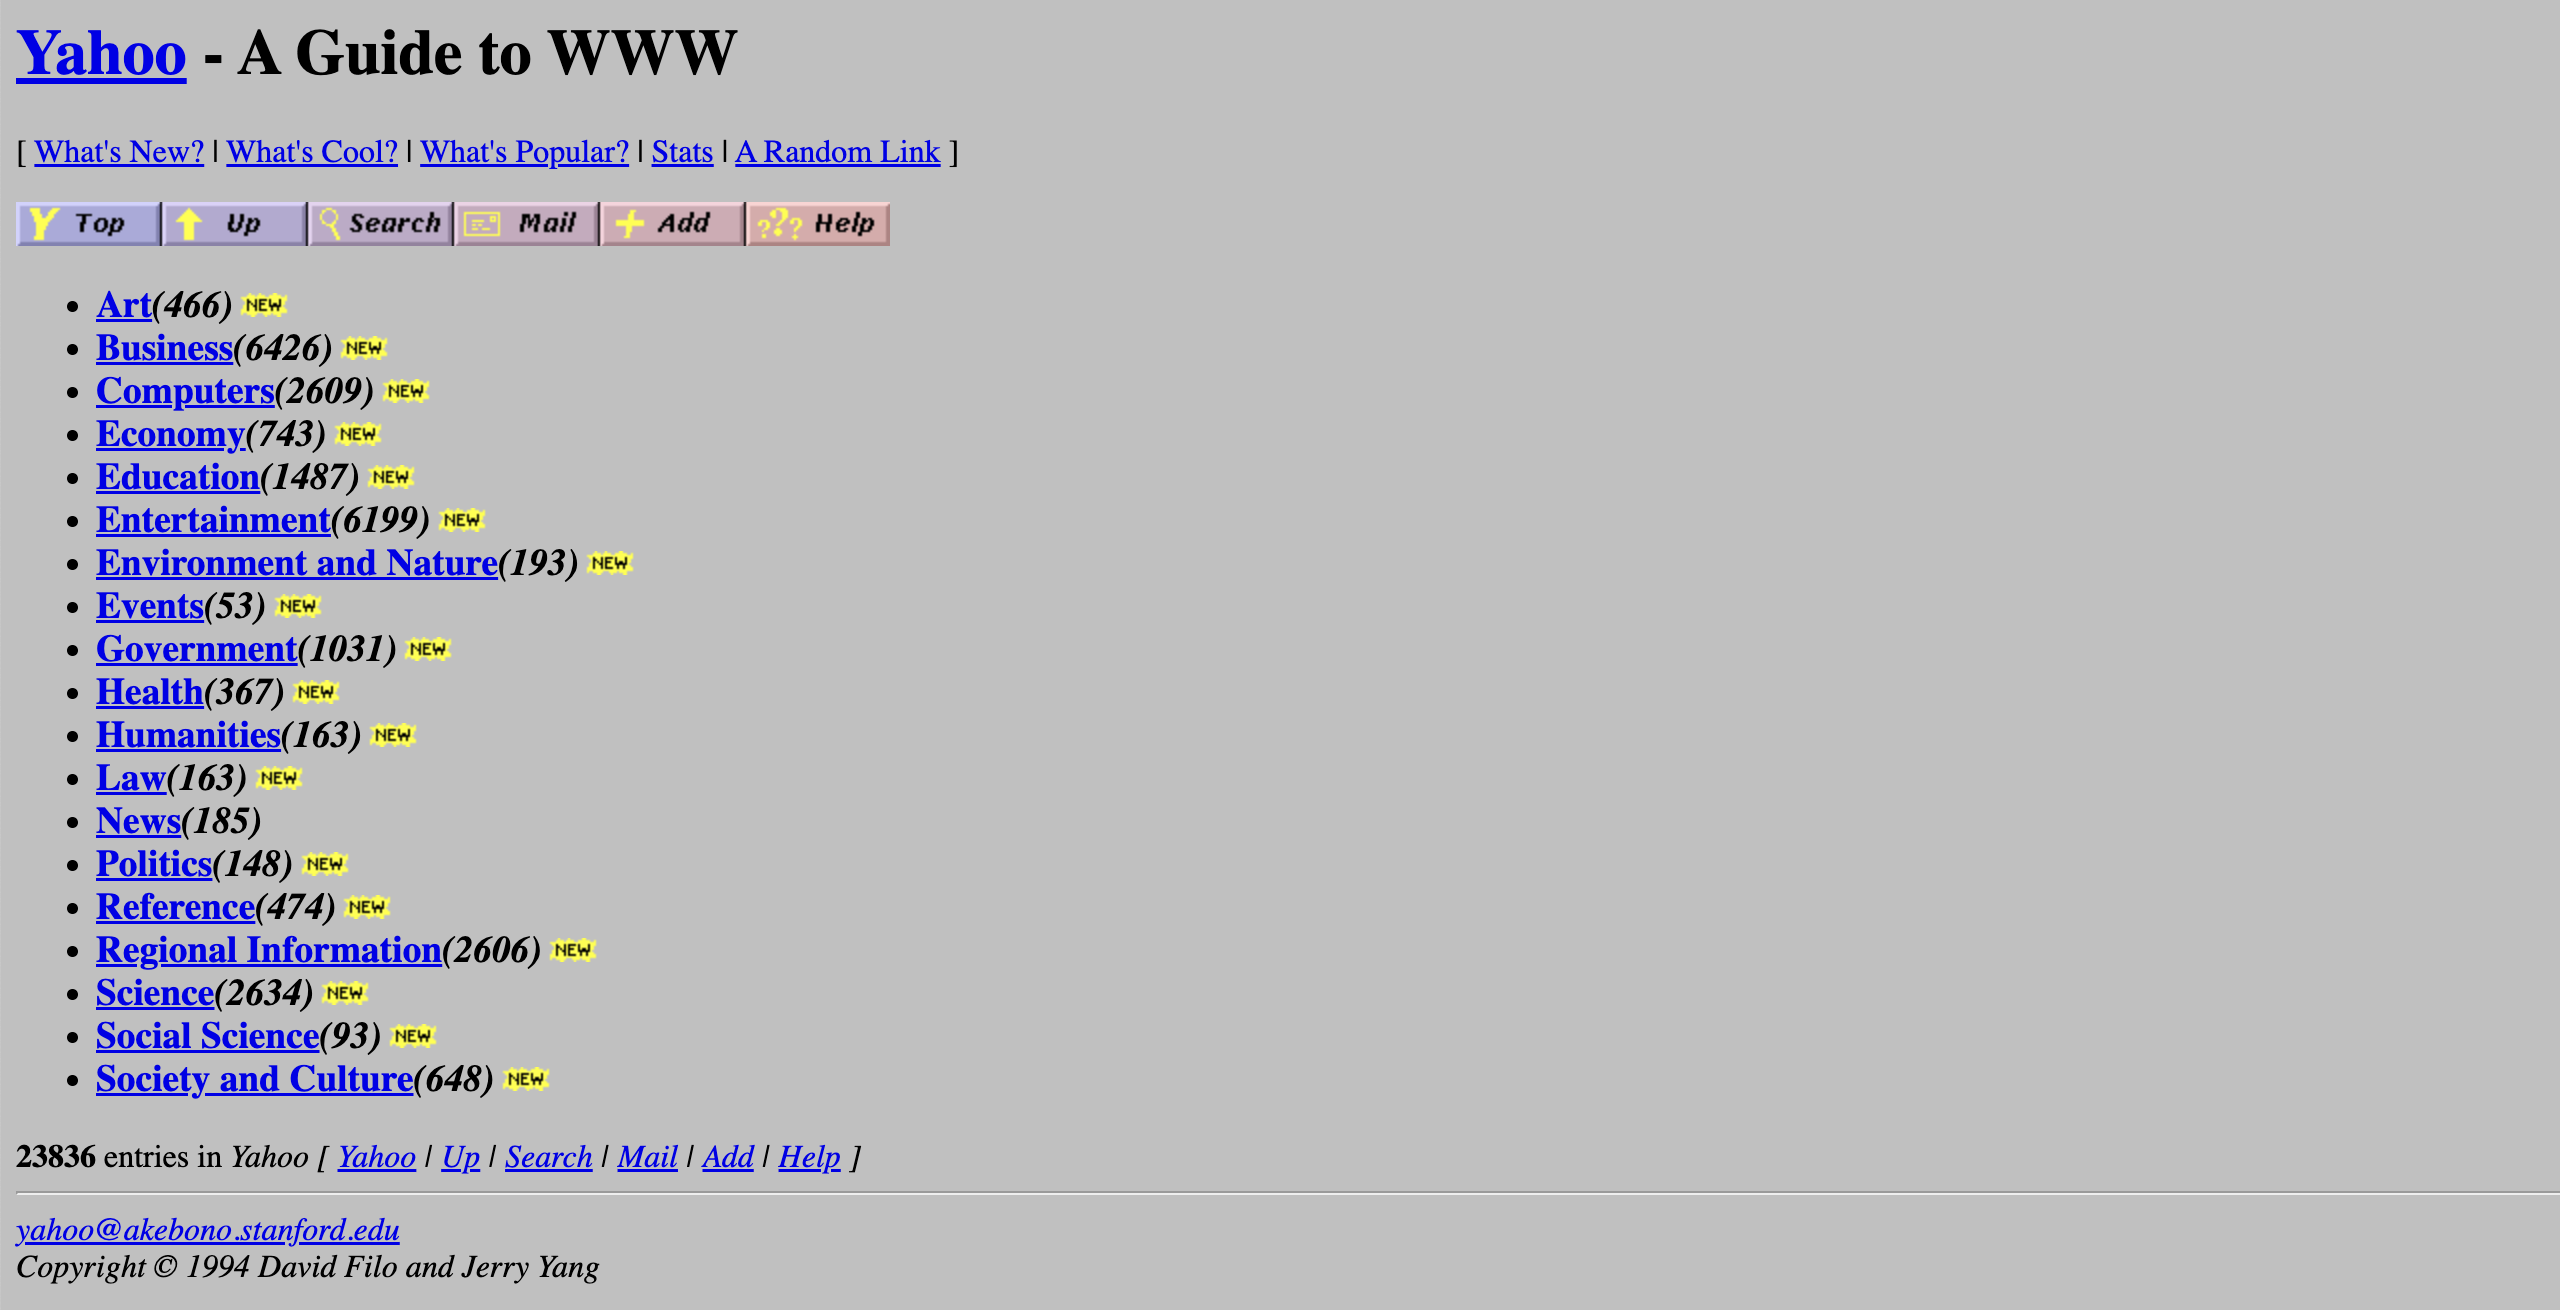 Yahoo - A Guide to WWW
[ What's New? | What's Cool? | What's Popular? | Stats | A Random Link ]
Y Top Up Search Mail Add ??? Help
Art(466) NEW
Business(6426) NEW
Computers(2609) NEW
Economy(743) NEW
Education(1487) NEW
Entertainment(6199) NEW
Environment and Nature(193) NEW
Events(53) NEW
Government(1031) NEW
Health(367) NEW
Humanities(163) NEW
Law(163) NEW
News(185)
Politics(148) NEW
Reference(474) NEW
Regional Information(2606) NEW
Science(2634) NEW
Social Science(93) NEW
Society and Culture(648) NEW
23836 entries in Yahoo [ Yahoo | Up | Search | Mail | Add | Help ]
yahoo@akebono.stanford.edu
Copyright © 1994 David Filo and Jerry Yang